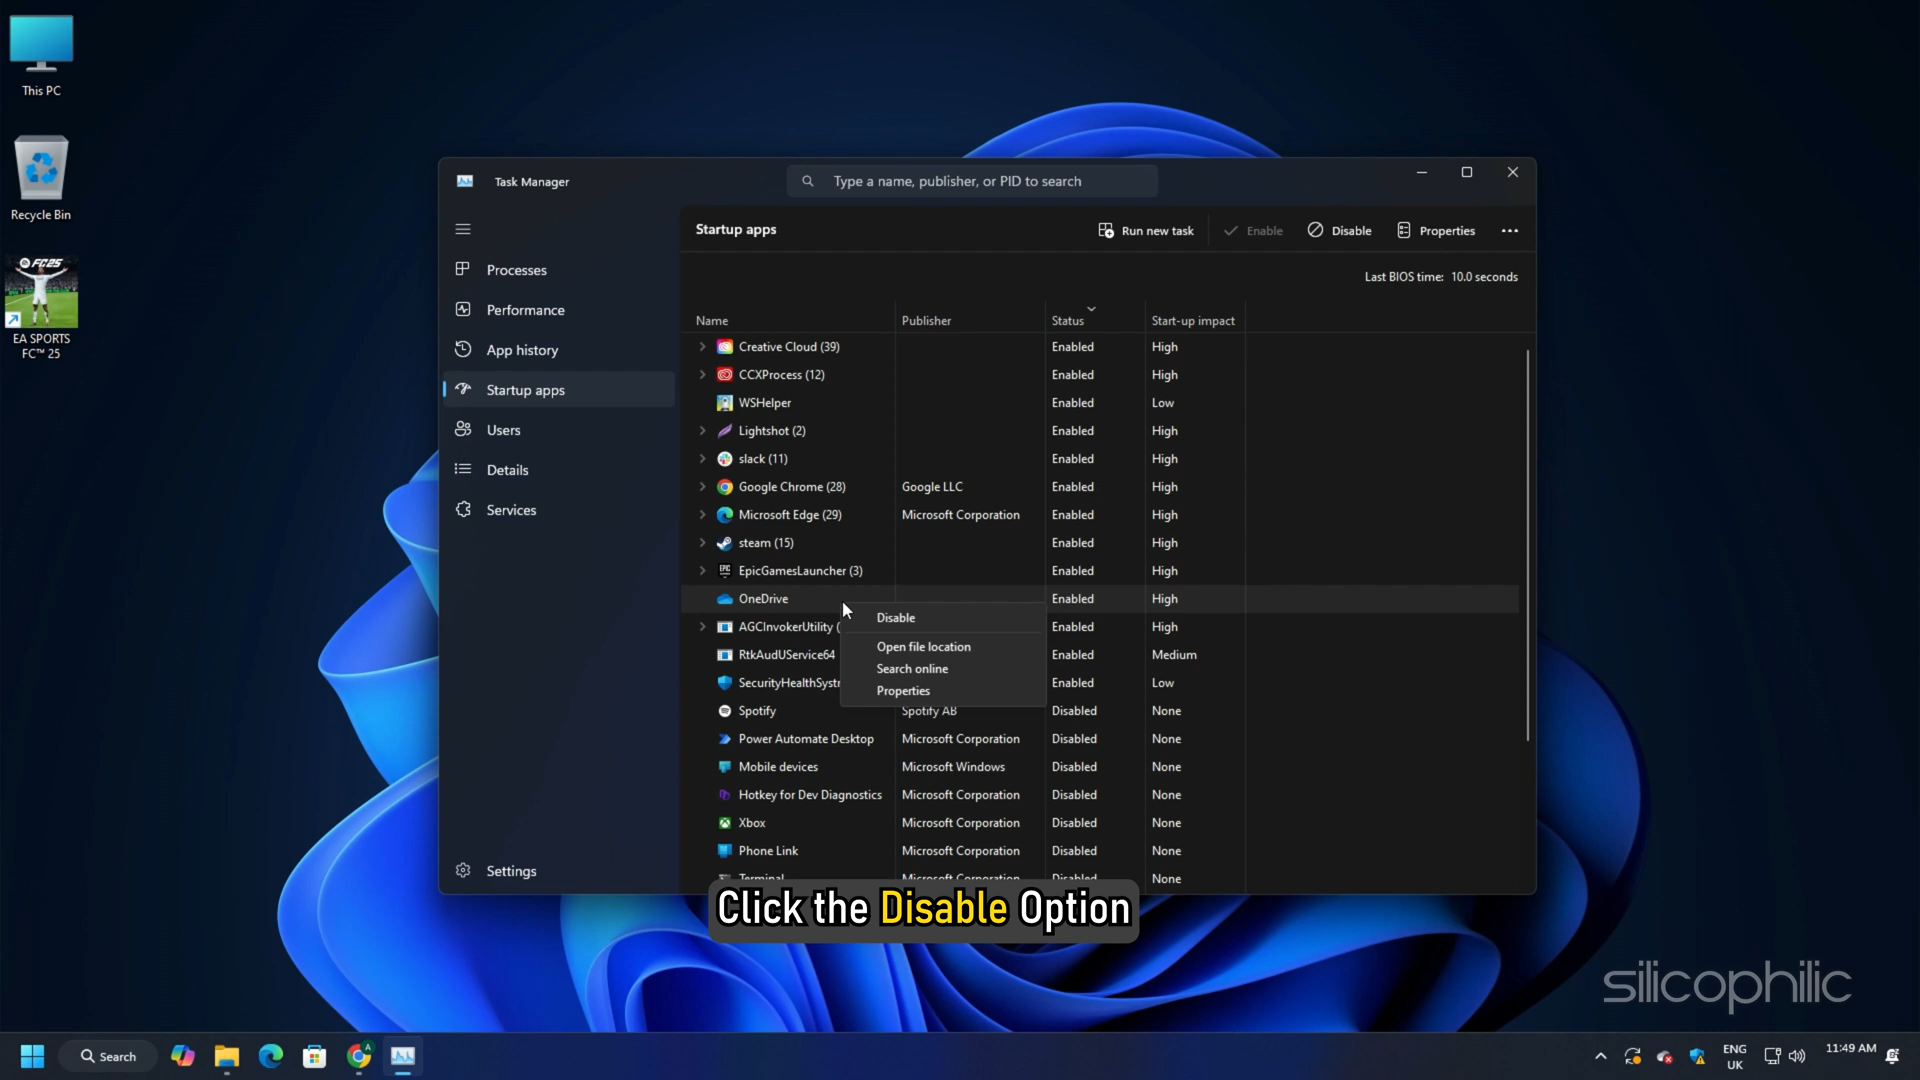 This PC
Recycle Bin
FC25
EA SPORTS
FC™ 25
Task Manager
Type a name, publisher, or PID to search
Processes
Performance
App history
Startup apps
Users
Details
Services
Settings
Startup apps
Run new task
Enable
Disable
Properties
Last BIOS time: 10.0 seconds
Name Publisher Status Start-up impact
Creative Cloud (39) Enabled High
CCXProcess (12) Enabled High
WSHelper Enabled Low
Lightshot (2) Enabled High
slack (11) Enabled High
Google Chrome (28) Google LLC Enabled High
Microsoft Edge (29) Microsoft Corporation Enabled High
steam (15) Enabled High
EpicGamesLauncher (3) Enabled High
OneDrive Enabled High
AGCInvokerUtility ( Enabled High
RtkAudUService64 Enabled Medium
SecurityHealthSystr Enabled Low
Spotify Spotify AB Disabled None
Power Automate Desktop Microsoft Corporation Disabled None
Mobile devices Microsoft Windows Disabled None
Hotkey for Dev Diagnostics Microsoft Corporation Disabled None
Xbox Microsoft Corporation Disabled None
Phone Link Microsoft Corporation Disabled None
Terminal Microsoft Corporation Disabled None
Disable
Open file location
Search online
Properties
Click the Disable Option
silicophilic
Search
ENG
UK
11:49 AM